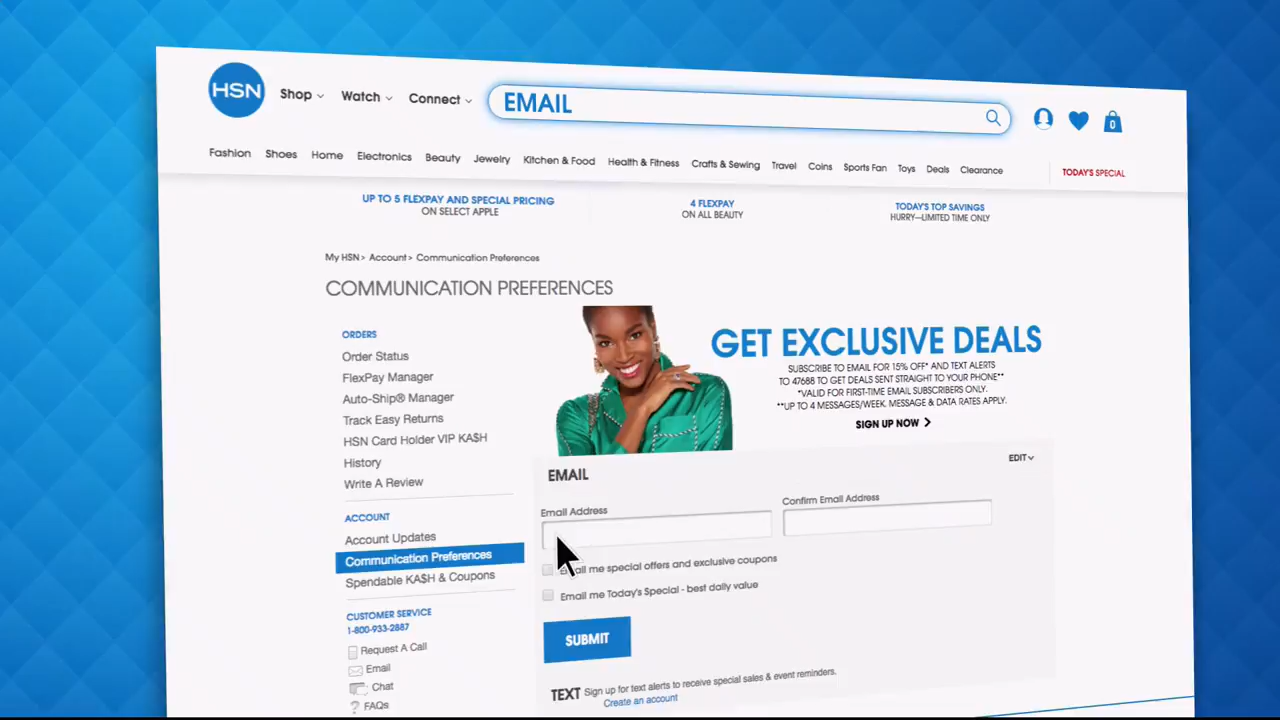 HSN
Shop
Watch
Connect
EMAIL
0
Fashion Shoes Home Electronics Beauty Jewelry Kitchen & Food Health & Fitness Crafts & Sewing Travel Coins Sports Fan Toys Deals Clearance TODAY'S SPECIAL
UP TO 5 FLEXPAY AND SPECIAL PRICING
ON SELECT APPLE
4 FLEXPAY
ON ALL BEAUTY
TODAY'S TOP SAVINGS
HURRY—LIMITED TIME ONLY
My HSN > Account > Communication Preferences
COMMUNICATION PREFERENCES
ORDERS
Order Status
FlexPay Manager
Auto-Ship® Manager
Track Easy Returns
HSN Card Holder VIP KA$H
History
Write A Review
ACCOUNT
Account Updates
Communication Preferences
Spendable KA$H & Coupons
CUSTOMER SERVICE
1-800-933-2887
Request A Call
Email
Chat
FAQs
GET EXCLUSIVE DEALS
SUBSCRIBE TO EMAIL FOR 15% OFF* AND TEXT ALERTS
TO 47688 TO GET DEALS SENT STRAIGHT TO YOUR PHONE**
*VALID FOR FIRST-TIME EMAIL SUBSCRIBERS ONLY.
**UP TO 4 MESSAGES/WEEK. MESSAGE & DATA RATES APPLY.
SIGN UP NOW
EMAIL
EDIT
Email Address
Confirm Email Address
me special offers and exclusive coupons
Email me Today's Special - best daily value
SUBMIT
TEXT Sign up for text alerts to receive special sales & event reminders.
Create an account